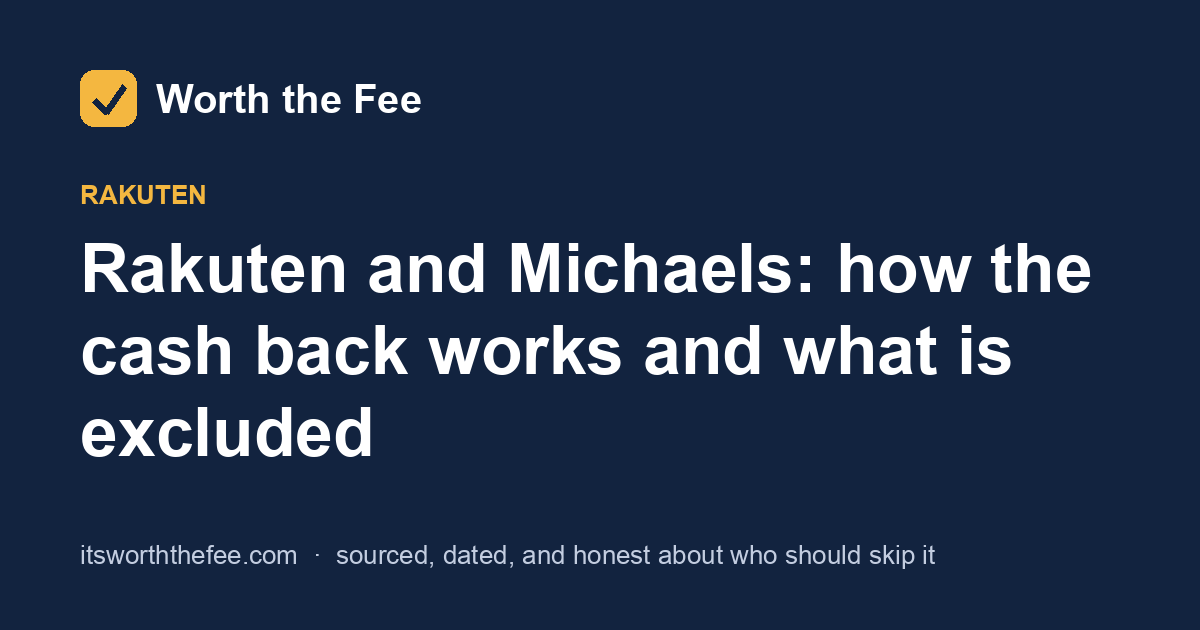 Worth the Fee
RAKUTEN
Rakuten and Michaels: how the
cash back works and what is
excluded
itsworththefee.com · sourced, dated, and honest about who should skip it